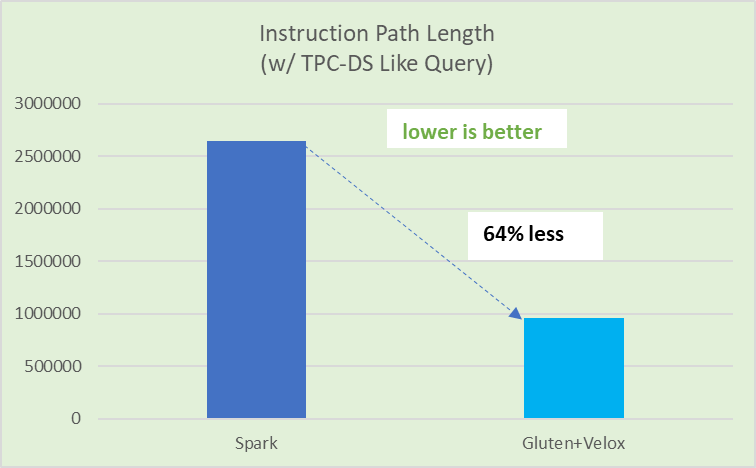 Instruction Path Length
(w/ TPC-DS Like Query)
3000000
lower is better
2500000
2000000
64% less
1500000
1000000
500000
0
Spark
Gluten+Velox